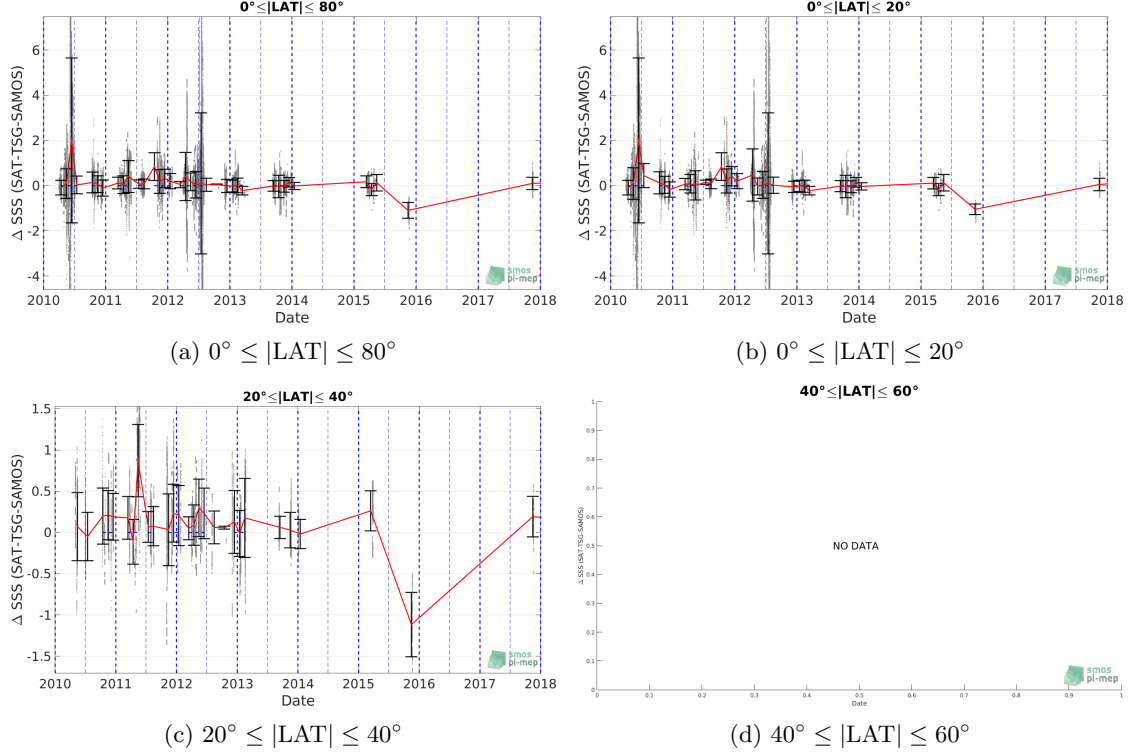 0°≤|LAT|≤ 80°
Δ SSS (SAT-TSG-SAMOS)
6
4
2
0
-2
-4
2010 2011 2012 2013 2014 2015 2016 2017 2018
Date
smos
pi-mep
(a) 0° ≤ |LAT| ≤ 80°
0°≤|LAT|≤ 20°
Δ SSS (SAT-TSG-SAMOS)
6
4
2
0
-2
-4
2010 2011 2012 2013 2014 2015 2016 2017 2018
Date
smos
pi-mep
(b) 0° ≤ |LAT| ≤ 20°
20°≤|LAT|≤ 40°
Δ SSS (SAT-TSG-SAMOS)
1.5
1
0.5
0
-0.5
-1
-1.5
2010 2011 2012 2013 2014 2015 2016 2017 2018
Date
smos
pi-mep
(c) 20° ≤ |LAT| ≤ 40°
40°≤|LAT|≤ 60°
Δ SSS (SAT-TSG-SAMOS)
1
0.9
0.8
0.7
0.6
0.5
0.4
0.3
0.2
0.1
0
NO DATA
0 0.1 0.2 0.3 0.4 0.5 0.6 0.7 0.8 0.9 1
Date
smos
pi-mep
(d) 40° ≤ |LAT| ≤ 60°